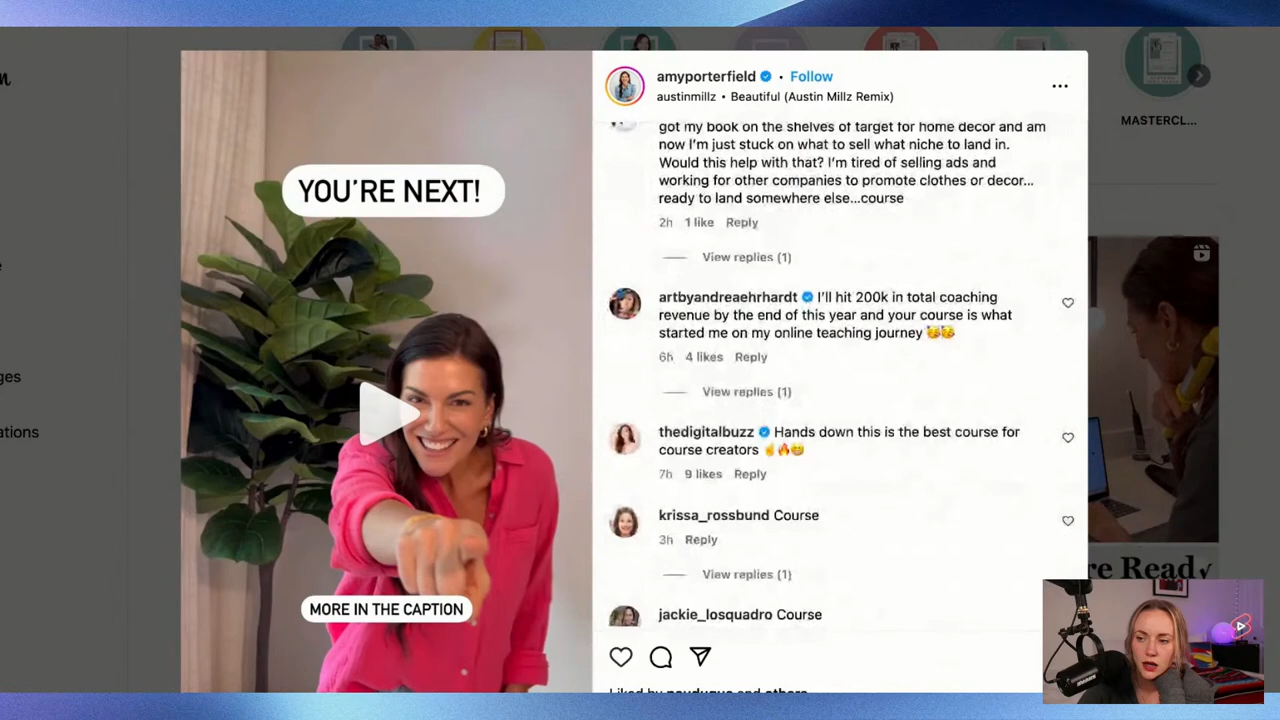 MASTERCL...
amyporterfield • Follow
austinmillz • Beautiful (Austin Millz Remix)
got my book on the shelves of target for home decor and am
now I'm just stuck on what to sell what niche to land in.
Would this help with that? I'm tired of selling ads and
working for other companies to promote clothes or decor...
ready to land somewhere else...course
2h 1 like Reply
View replies (1)
artbyandreaehrhardt I'll hit 200k in total coaching
revenue by the end of this year and your course is what
started me on my online teaching journey 🥳🥳
6h 4 likes Reply
View replies (1)
thedigitalbuzz Hands down this is the best course for
course creators ☝️🔥😁
7h 9 likes Reply
krissa_rossbund Course
3h Reply
View replies (1)
jackie_losquadro Course
YOU'RE NEXT!
MORE IN THE CAPTION
ges
ations
re Ready